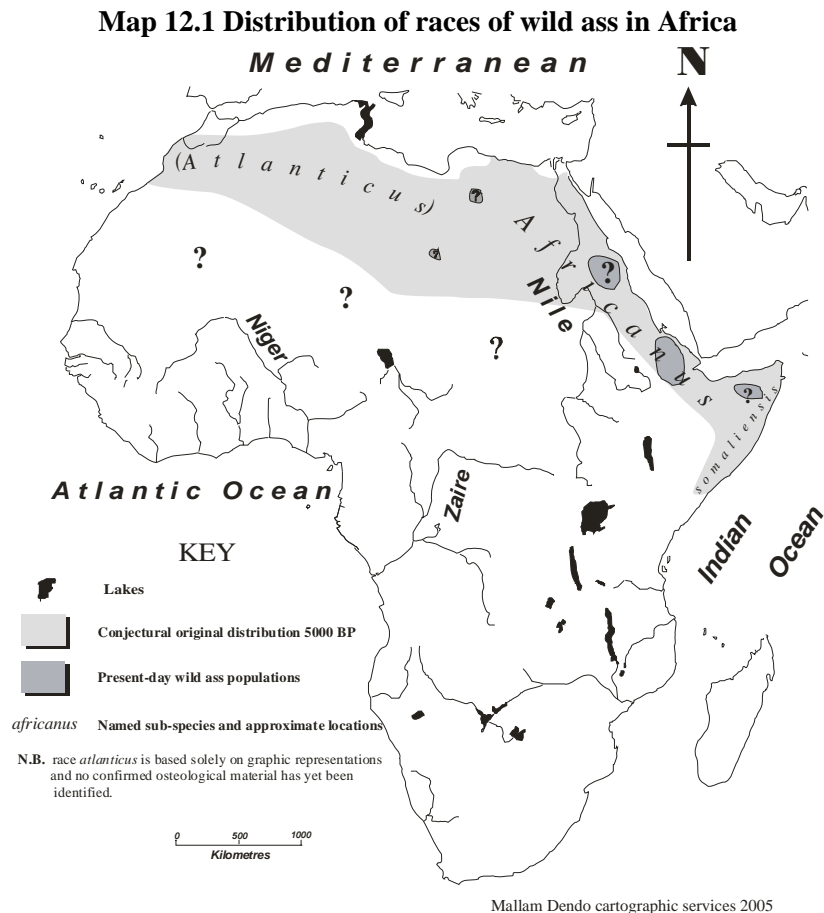 Map 12.1 Distribution of races of wild ass in Africa
Mediterranean
N
(Atlanticus)
?
Africanus
?
?
?
Nile
?
?
Niger
?
somaliensis
Atlantic Ocean
Zaire
Indian Ocean
KEY
Lakes
Conjectural original distribution 5000 BP
Present-day wild ass populations
africanus Named sub-species and approximate locations
N.B. race atlanticus is based solely on graphic representations
and no confirmed osteological material has yet been
identified.
0 500 1000
Kilometres
Mallam Dendo cartographic services 2005